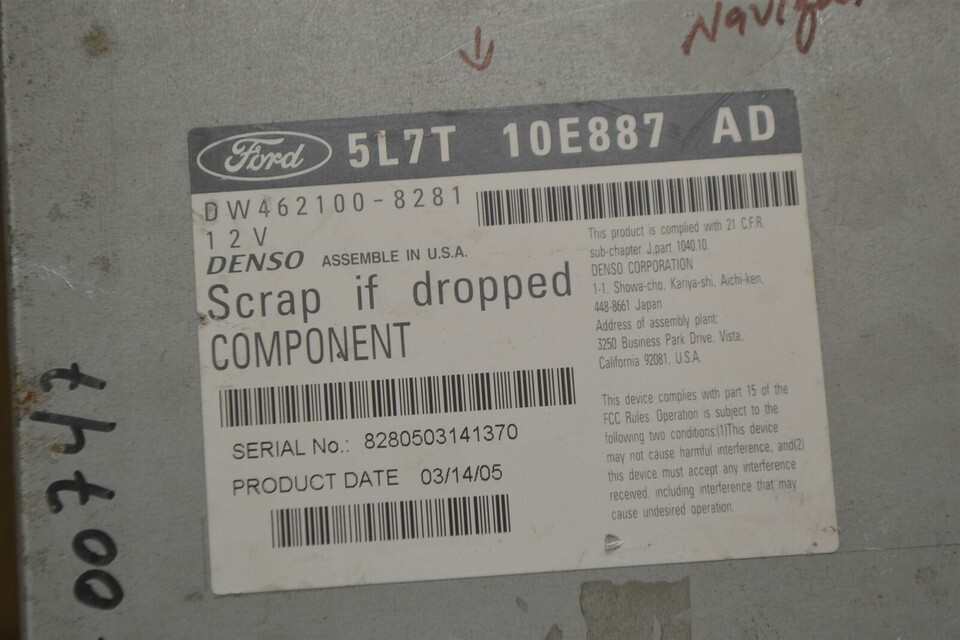 Ford 5L7T 10E887 AD
DW462100-8281
12V
DENSO ASSEMBLE IN U.S.A.
Scrap if dropped
COMPONENT
SERIAL No.: 8280503141370
PRODUCT DATE 03/14/05
This product is complied with 21 C.F.R.
sub-chapter J,part 1040.10.
DENSO CORPORATION
1-1, Showa-cho, Kariya-shi, Aichi-ken,
448-8661 Japan
Address of assembly plant:
3250 Business Park Drive, Vista,
California 92081, U.S.A.
This device complies with part 15 of the
FCC Rules. Operation is subject to the
following two conditions:(1)This device
may not cause harmful interference, and(2)
this device must accept any interference
received, including interference that may
cause undesired operation.